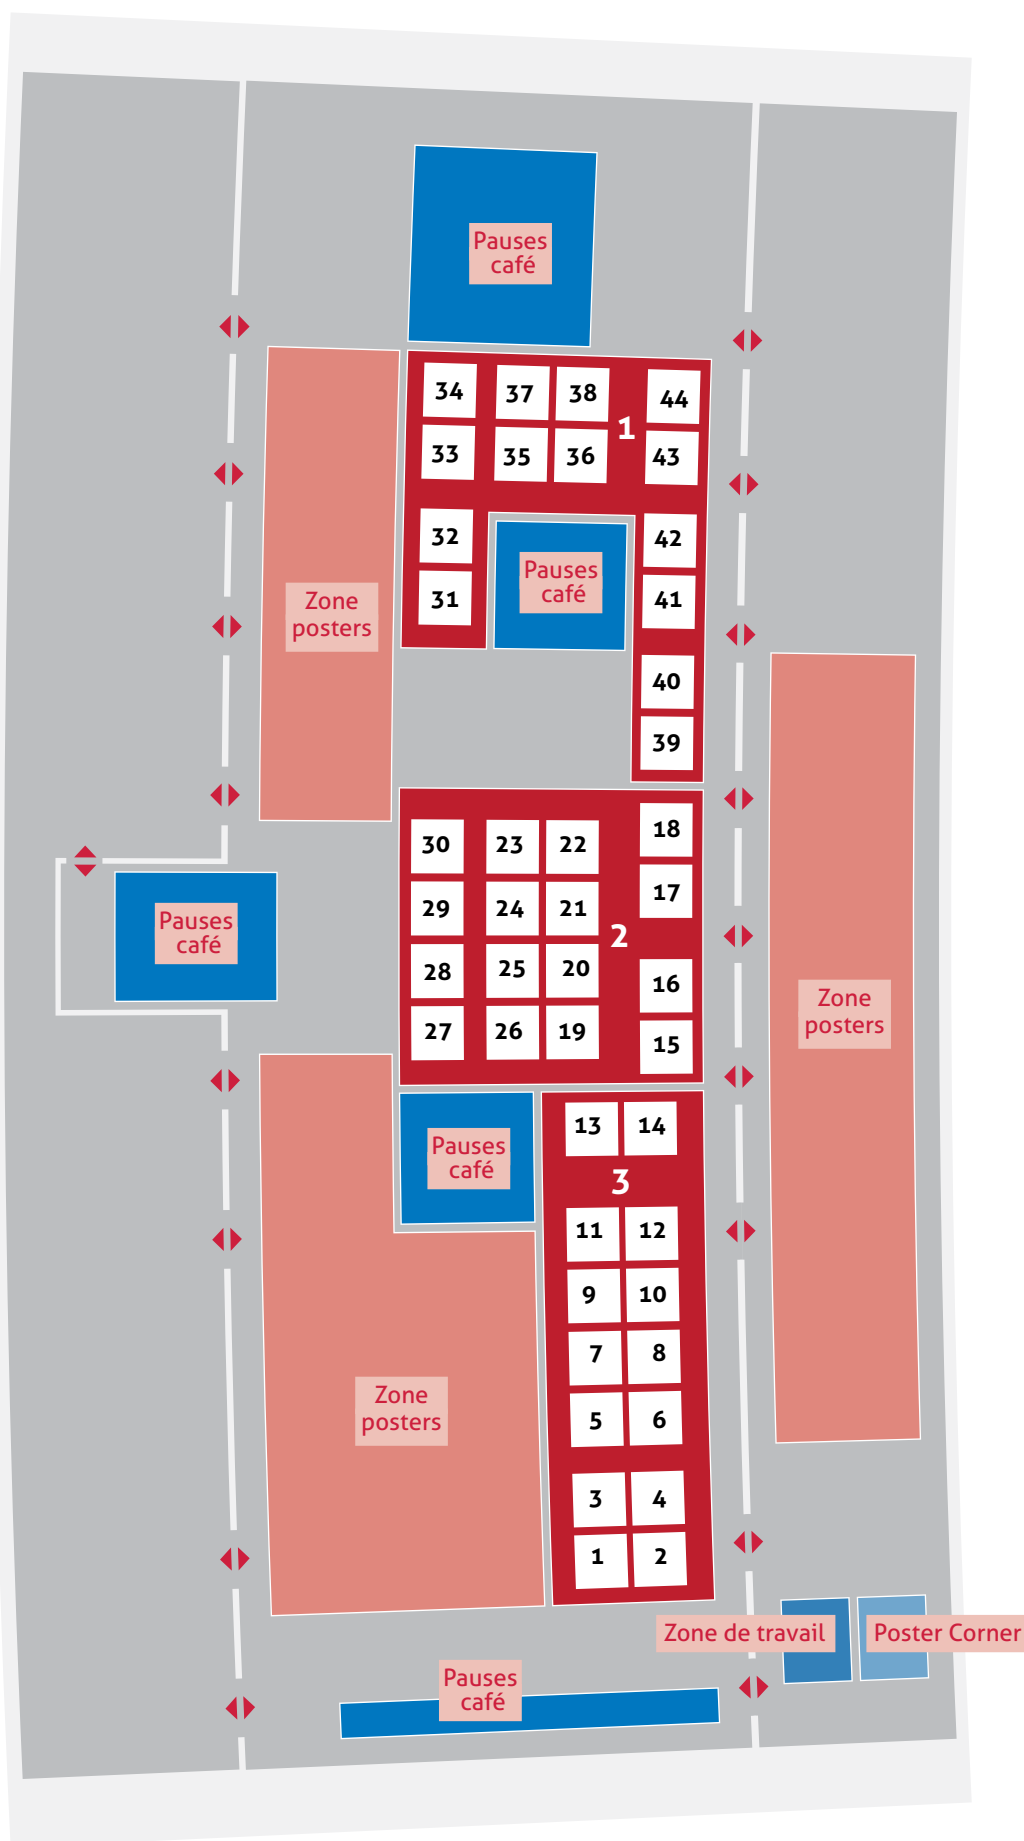 Pauses
café
34 37 38 44
1
33 35 36 43
32 42
Pauses
café
31 41
Zone
posters
40
39
18
30 23 22
17
29 24 21
2
Pauses
café
28 25 20 16
27 26 19 15
Zone
posters
13 14
Pauses
café
3
11 12
9 10
7 8
Zone
posters
5 6
3 4
1 2
Zone de travail Poster Corner
Pauses
café